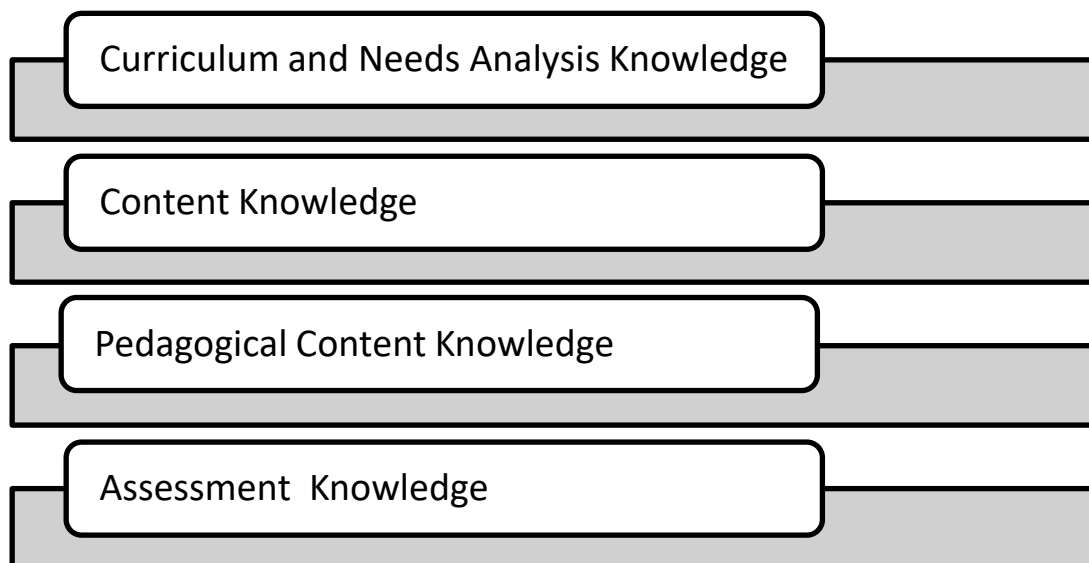 Curriculum and Needs Analysis Knowledge
Content Knowledge
Pedagogical Content Knowledge
Assessment  Knowledge